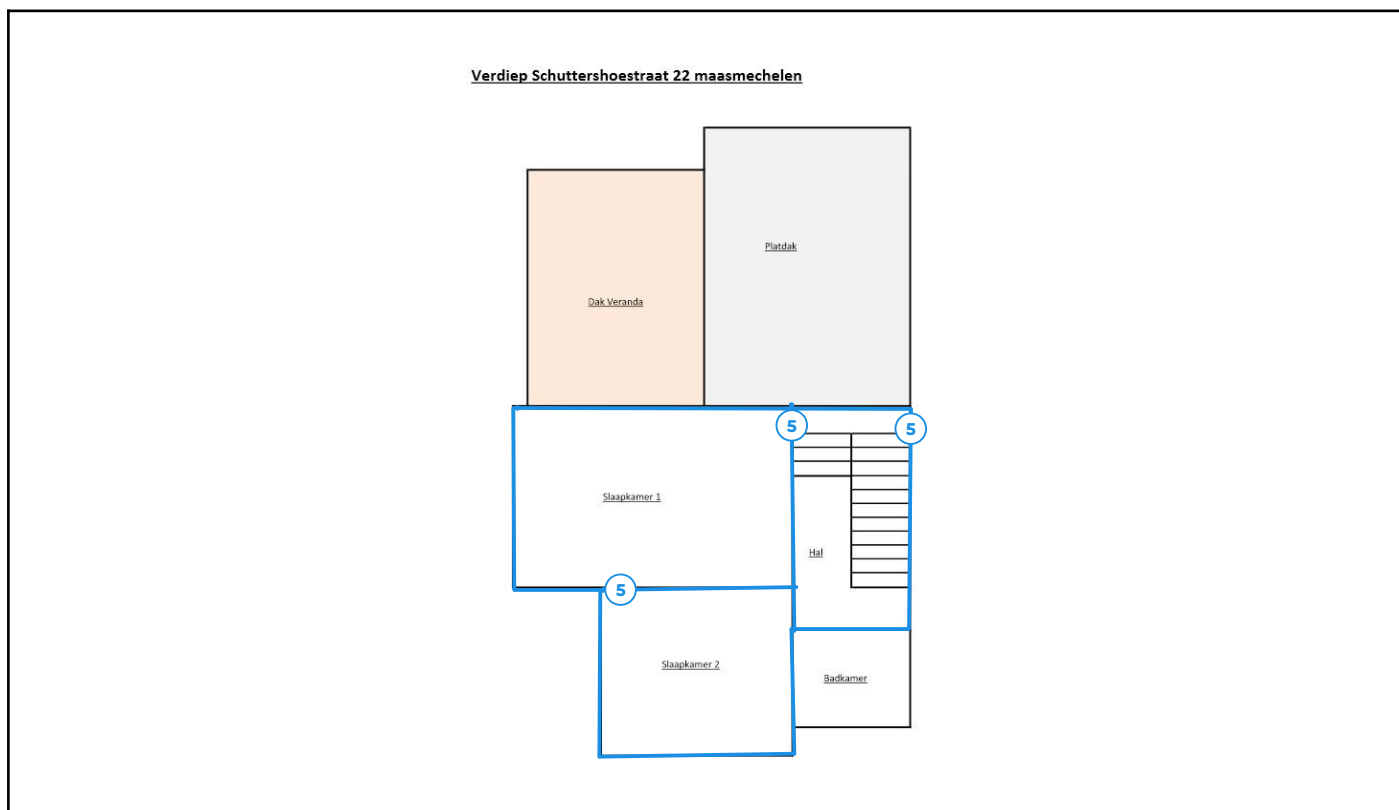 Verdiep Schuttershoestraat 22 maasmechelen
Platdak
Dak Veranda
5
5
Slaapkamer 1
Hal
5
Slaapkamer 2
Badkamer